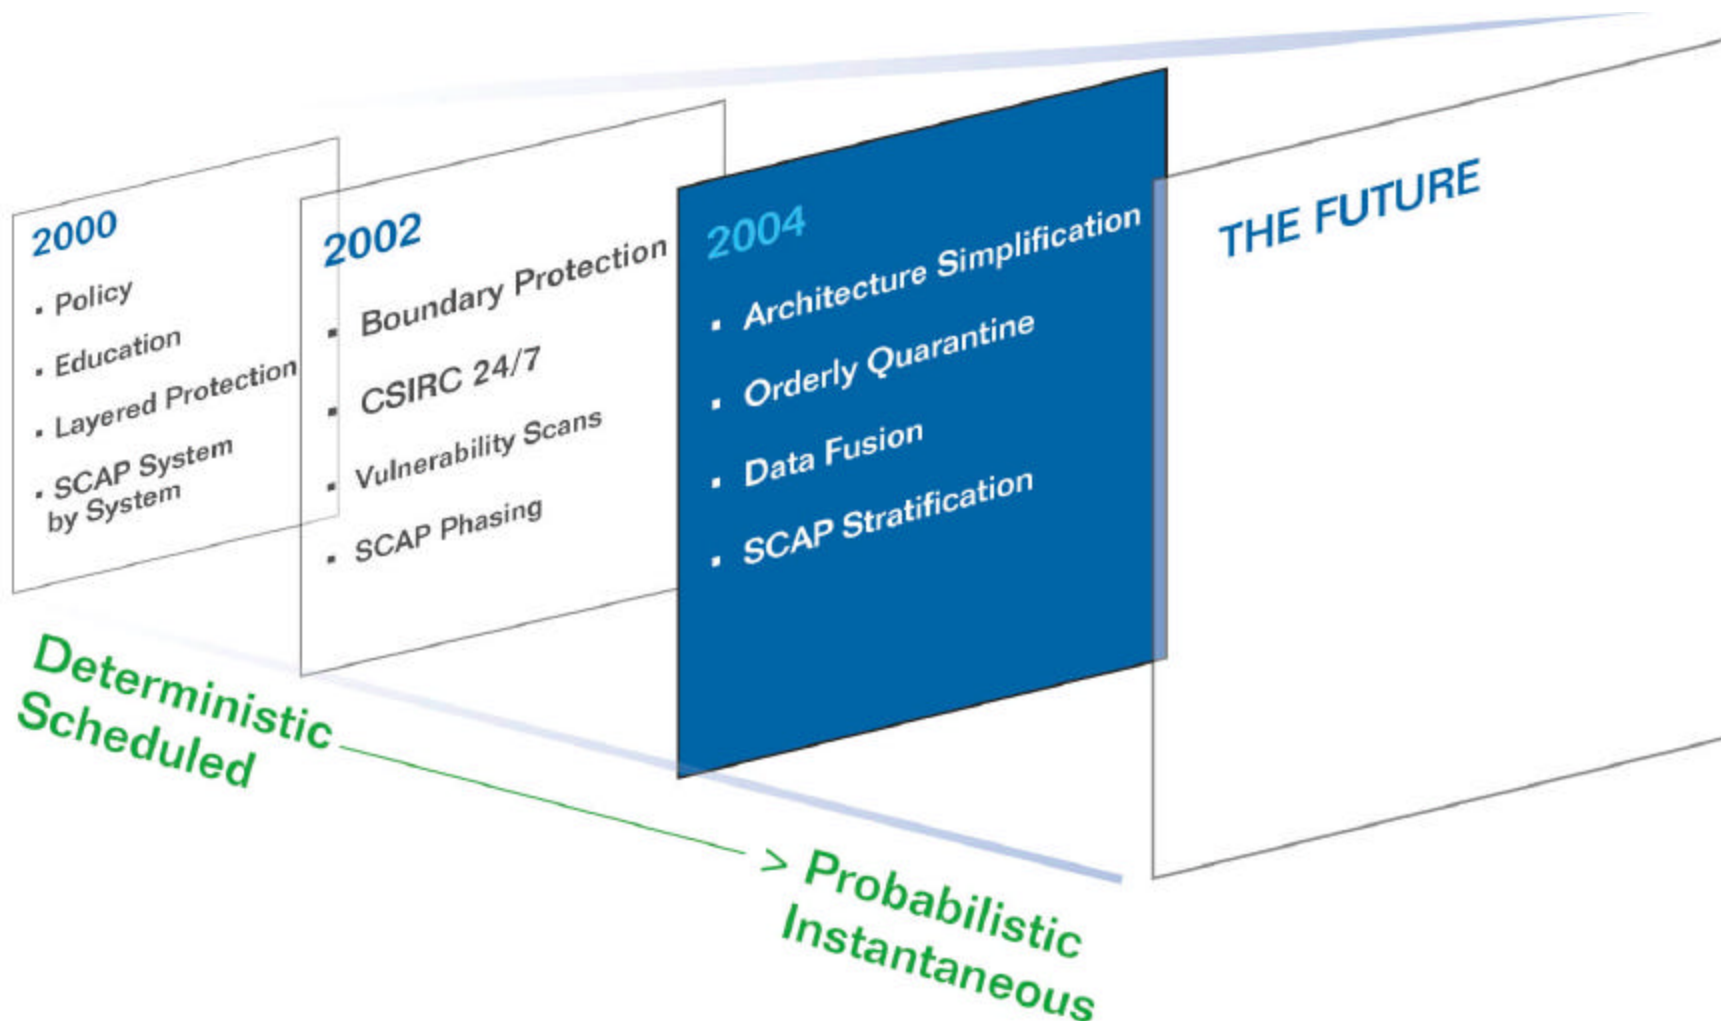 2000
▪ Policy
▪ Education
▪ Layered Protection
▪ SCAP System
by System
2002
▪ Boundary Protection
▪ CSIRC 24/7
▪ Vulnerability Scans
▪ SCAP Phasing
2004
▪ Architecture Simplification
▪ Orderly Quarantine
▪ Data Fusion
▪ SCAP Stratification
THE FUTURE
Deterministic
Scheduled
> Probabilistic
Instantaneous